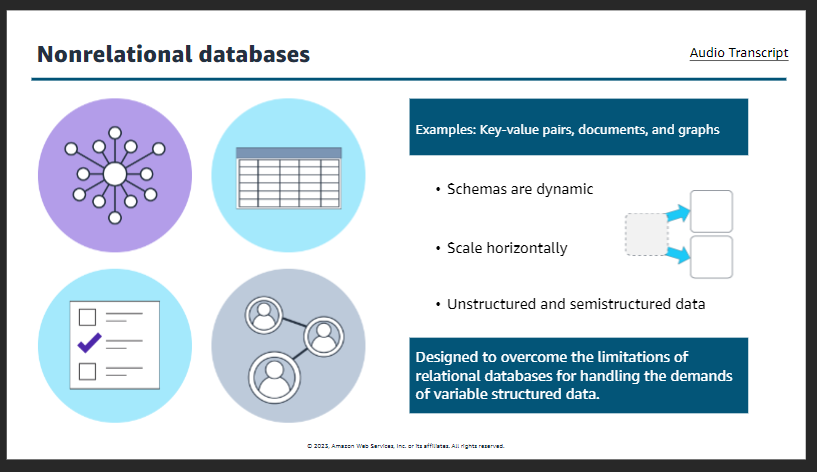 Nonrelational databases
Audio Transcript
Examples: Key-value pairs, documents, and graphs
• Schemas are dynamic
• Scale horizontally
• Unstructured and semistructured data
Designed to overcome the limitations of
relational databases for handling the demands
of variable structured data.
© 2023, Amazon Web Services, Inc. or its affiliates. All rights reserved.